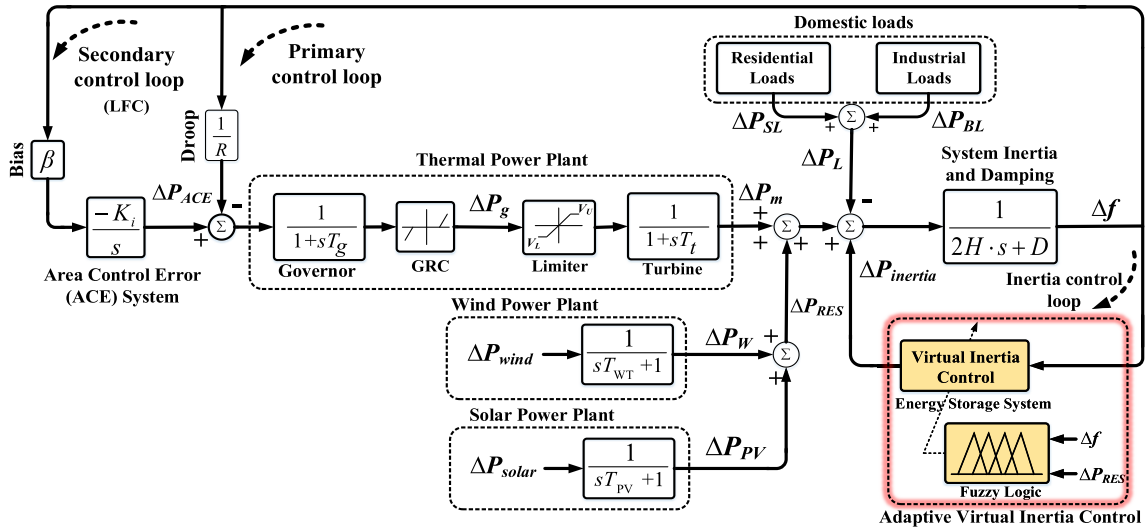 Domestic loads
Residential Loads
Industrial Loads
Secondary control loop (LFC)
Primary control loop
ΔP_SL
ΔP_BL
+ +
ΔP_L
Bias
β
Droop
1/R
Thermal Power Plant
System Inertia and Damping
ΔP_ACE
-K_i / s
+ -
Σ
1 / 1+sT_g
ΔP_g
V_L V_U
1 / 1+sT_t
ΔP_m
+ + +
Σ
+ - +
Σ
1 / 2H·s+D
Δf
Governor
GRC
Limiter
Turbine
Area Control Error (ACE) System
ΔP_inertia
Inertia control loop
Wind Power Plant
ΔP_RES
ΔP_wind
1 / sT_WT +1
ΔP_W
+ +
Σ
Virtual Inertia Control
Energy Storage System
Solar Power Plant
ΔP_solar
1 / sT_PV +1
ΔP_PV
Δf
ΔP_RES
Fuzzy Logic
Adaptive Virtual Inertia Control